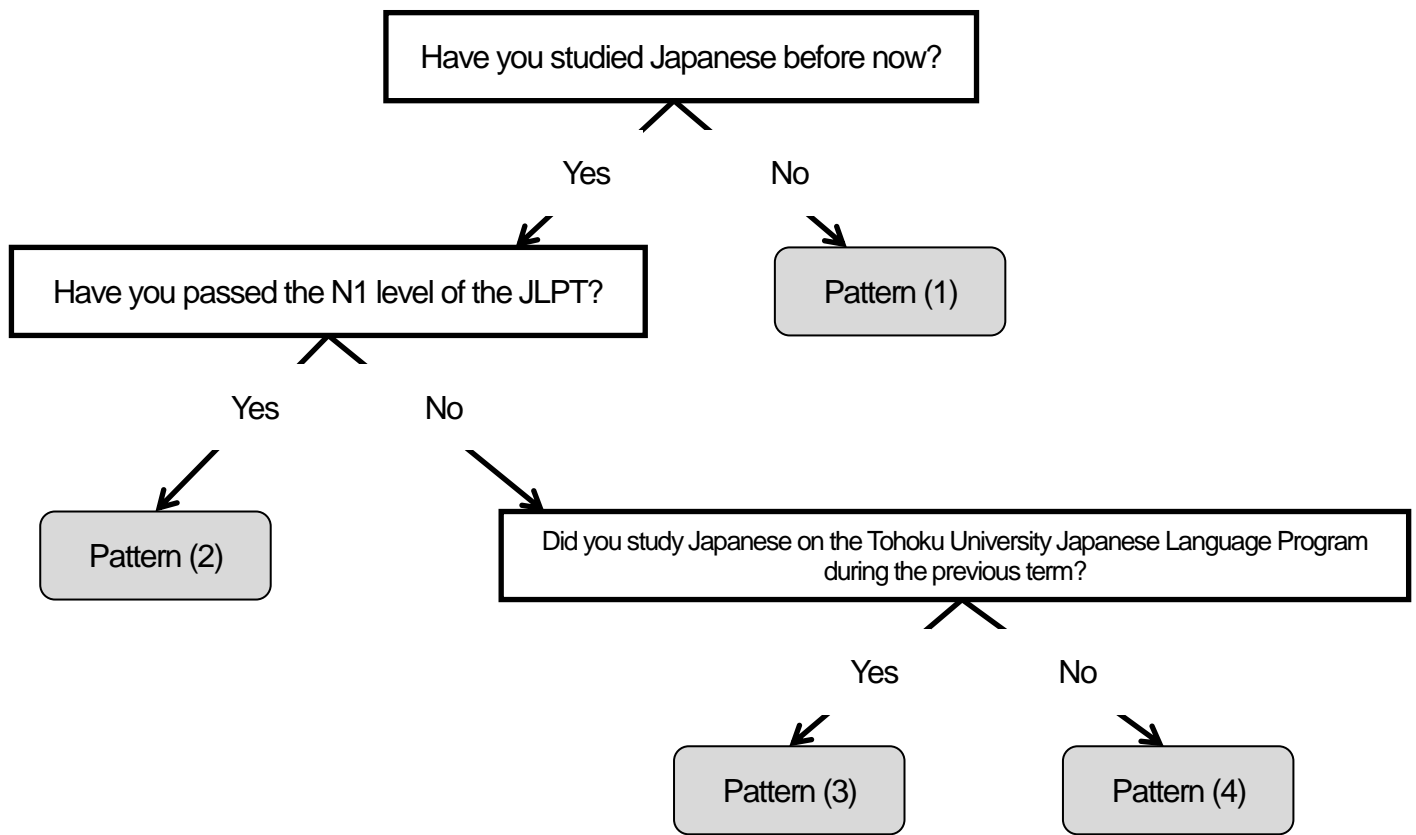 Have you studied Japanese before now?
Yes
No
Have you passed the N1 level of the JLPT?
Pattern (1)
Yes
No
Pattern (2)
Did you study Japanese on the Tohoku University Japanese Language Program
during the previous term?
Yes
No
Pattern (3)
Pattern (4)